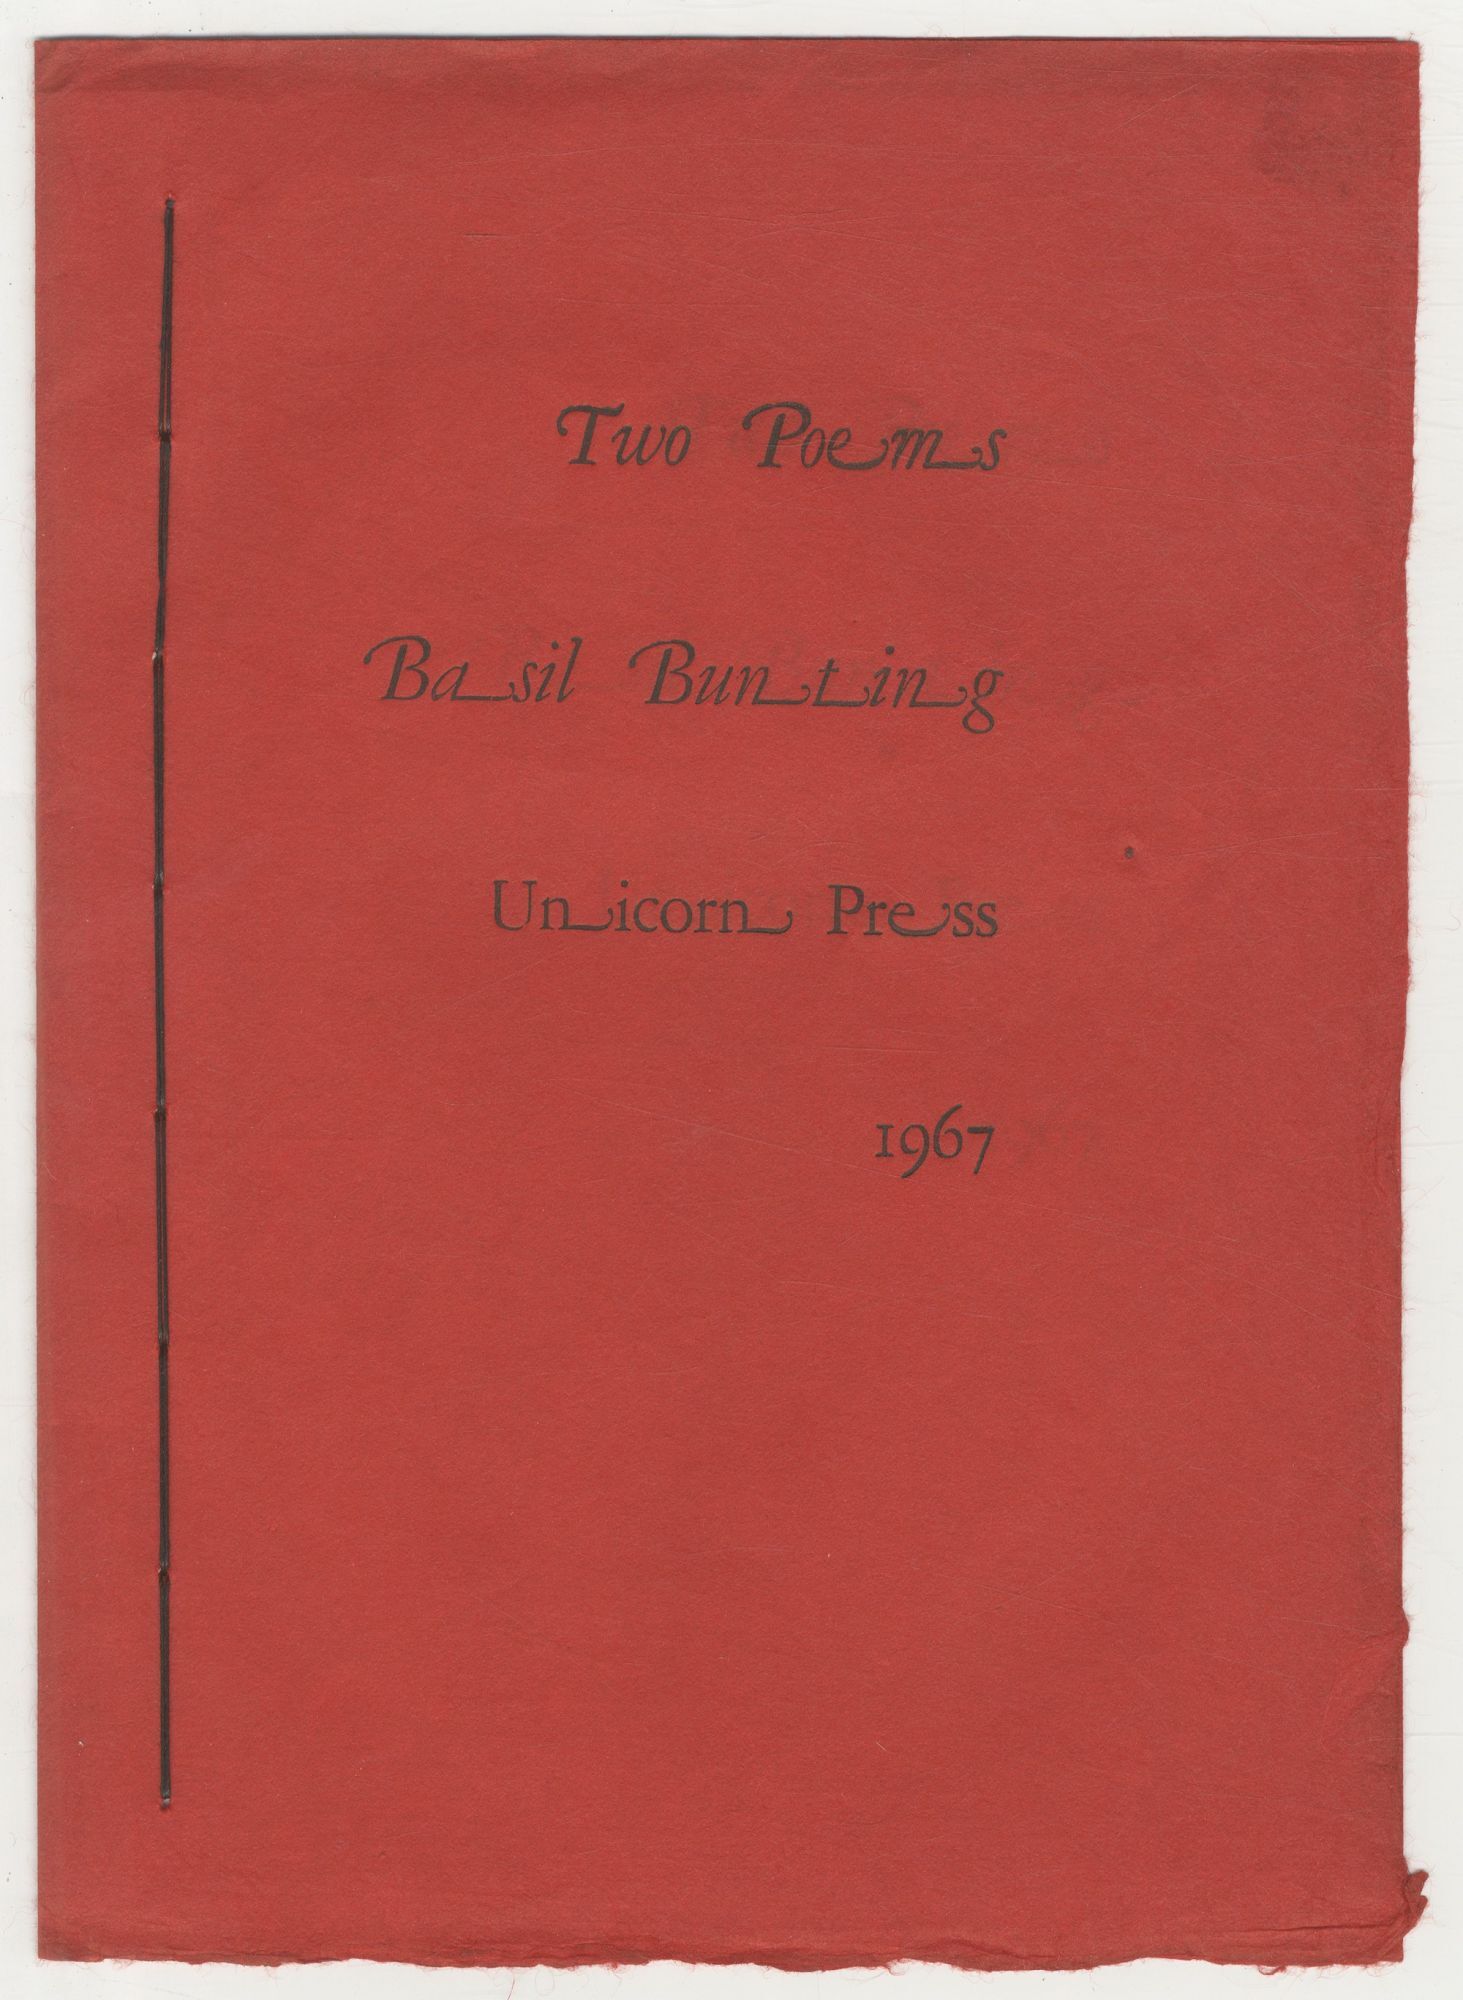 Two Poems
Basil Bunting
Unicorn Press
1967